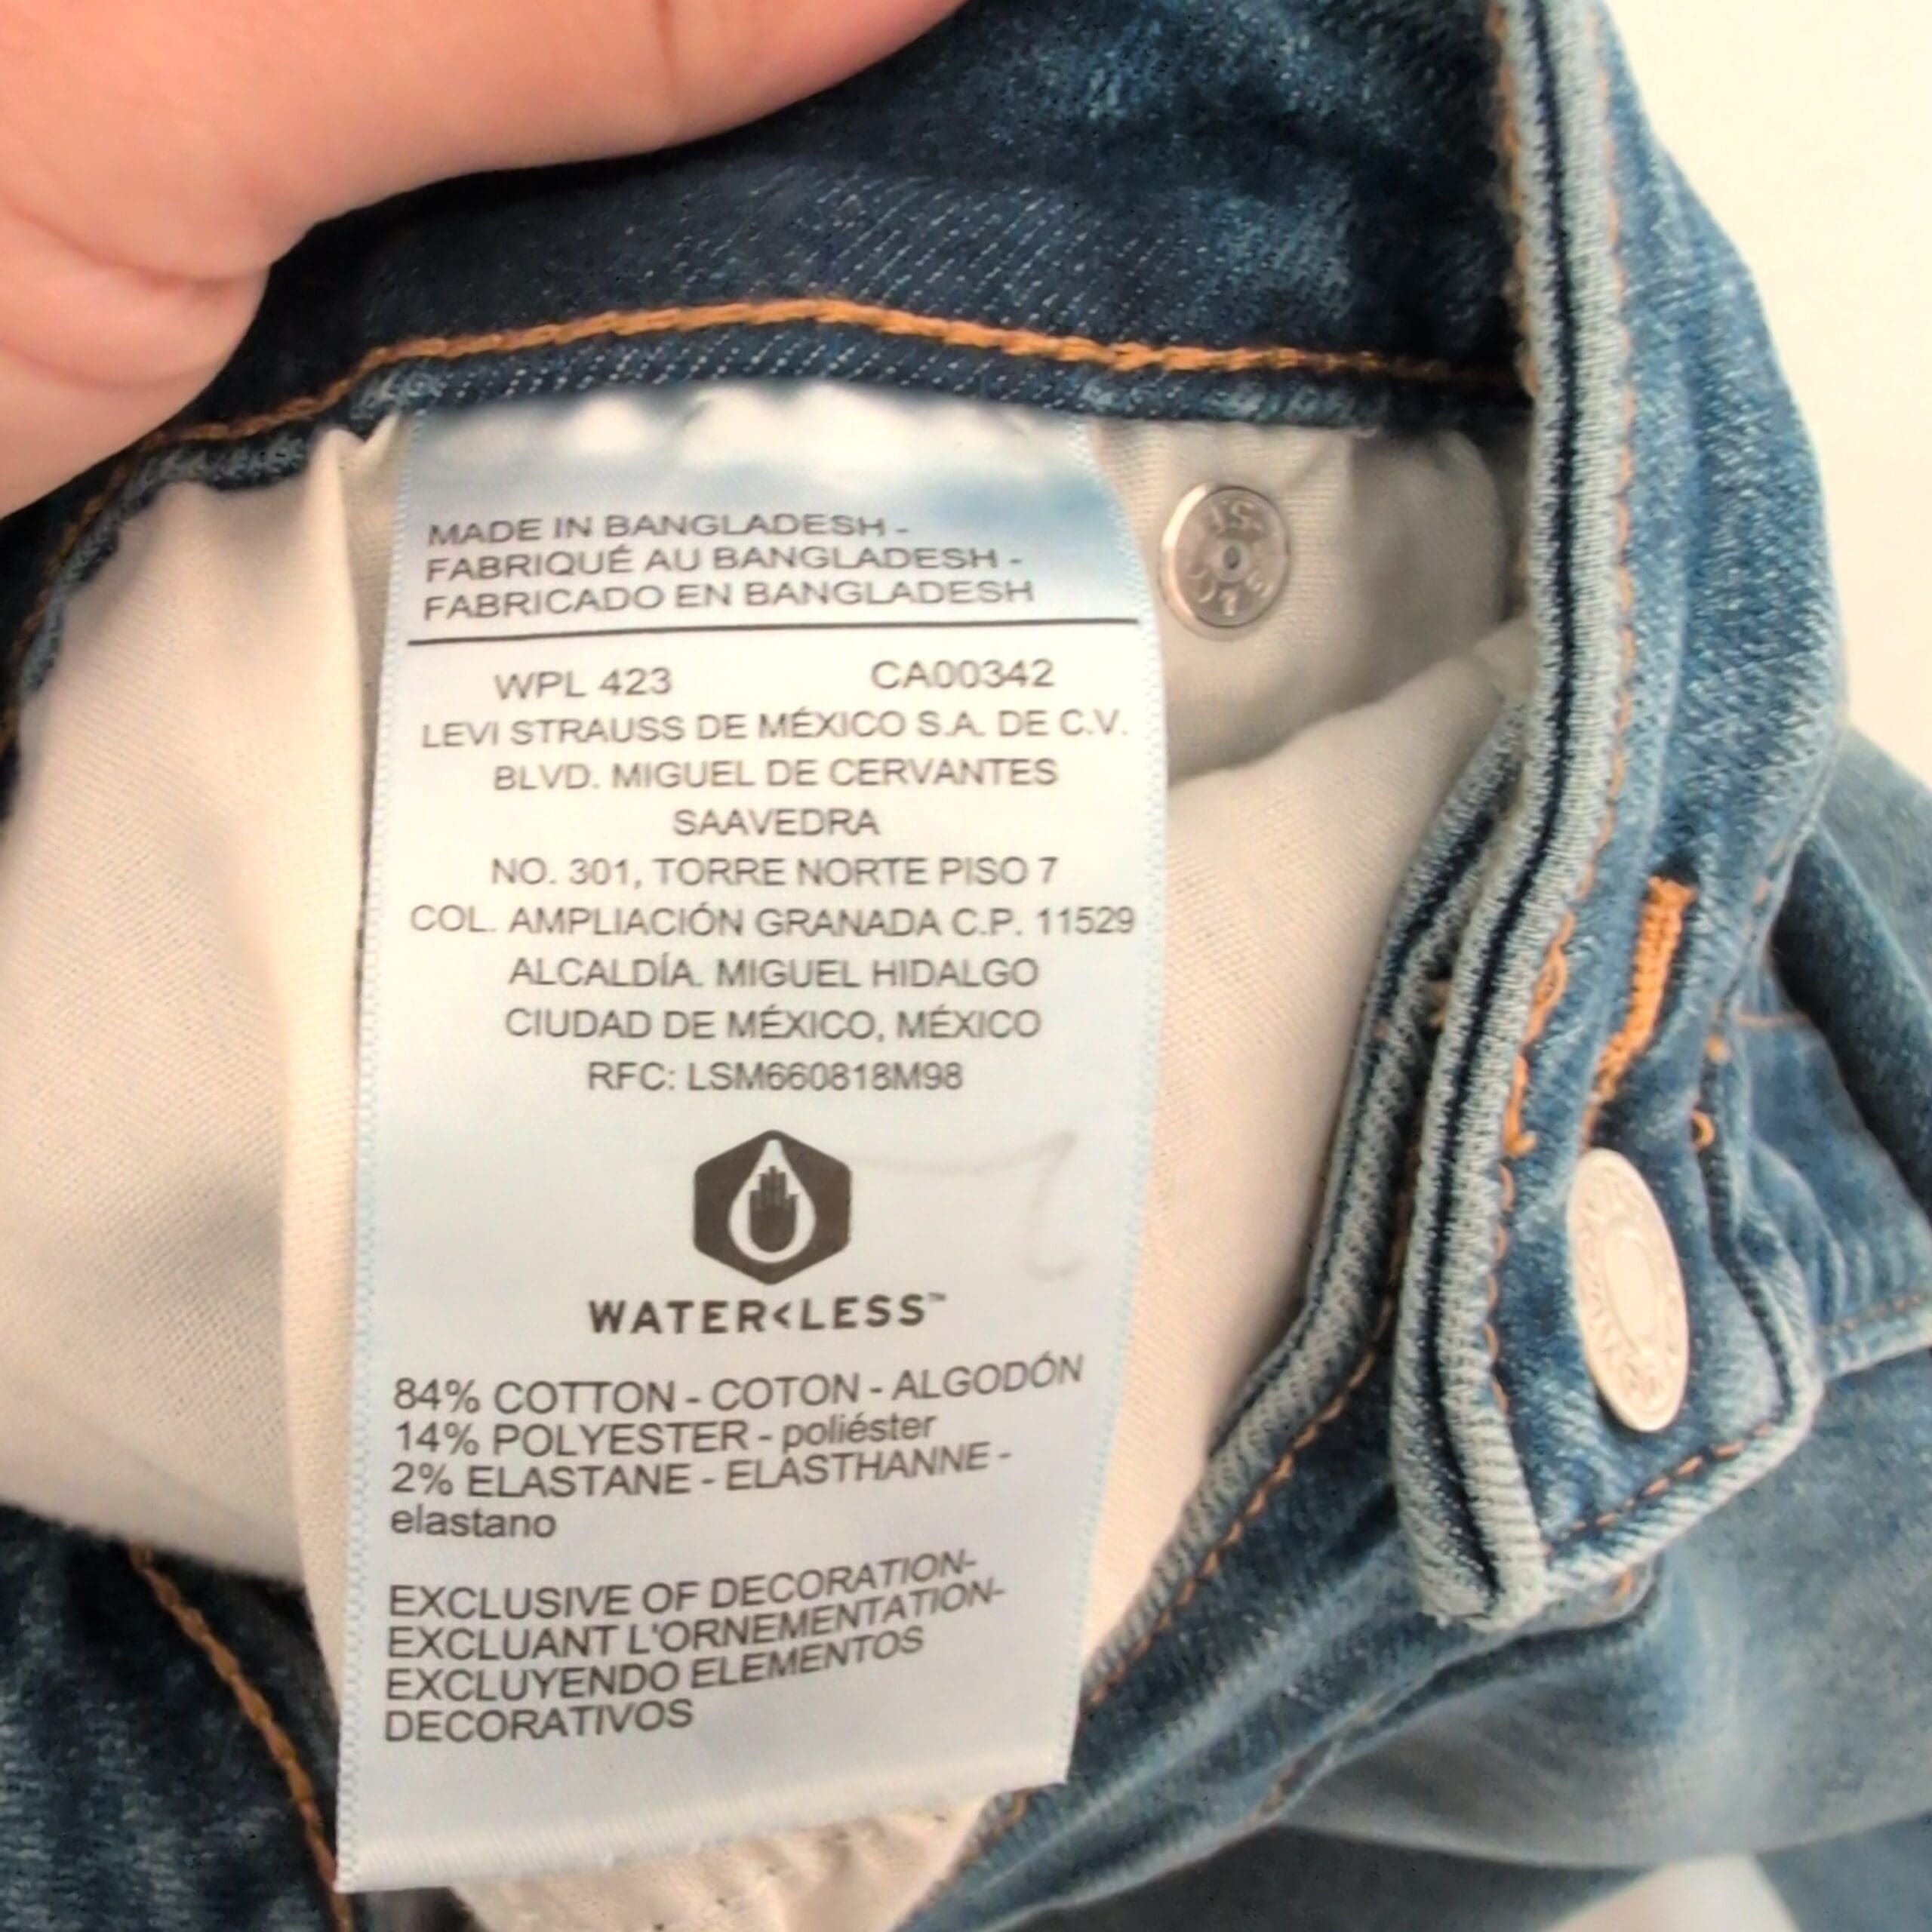 MADE IN BANGLADESH -
FABRIQUÉ AU BANGLADESH -
FABRICADO EN BANGLADESH
WPL 423 CA00342
LEVI STRAUSS DE MÉXICO S.A. DE C.V.
BLVD. MIGUEL DE CERVANTES
SAAVEDRA
NO. 301, TORRE NORTE PISO 7
COL. AMPLIACIÓN GRANADA C.P. 11529
ALCALDÍA. MIGUEL HIDALGO
CIUDAD DE MÉXICO, MÉXICO
RFC: LSM660818M98
WATER<LESS™
84% COTTON - COTON - ALGODÓN
14% POLYESTER - poliéster
2% ELASTANE - ELASTHANNE -
elastano
EXCLUSIVE OF DECORATION-
EXCLUANT L'ORNEMENTATION-
EXCLUYENDO ELEMENTOS
DECORATIVOS